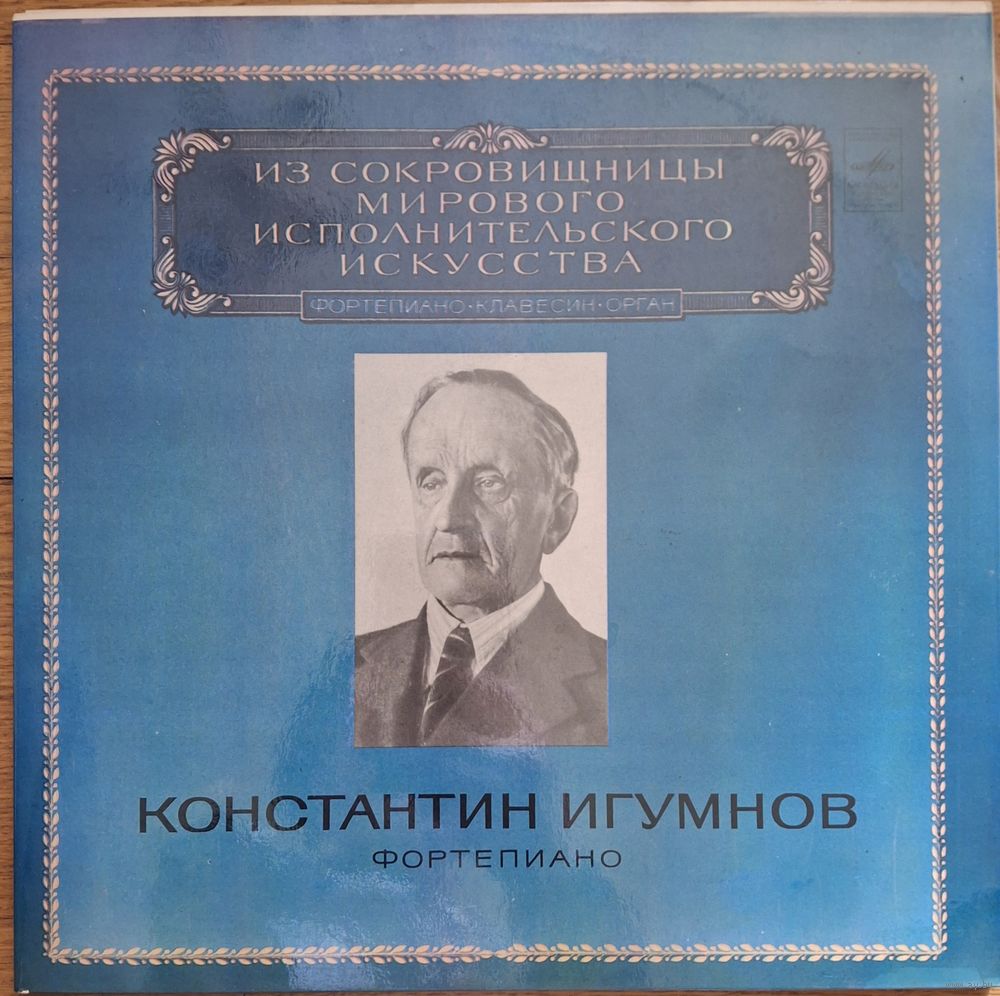 ИЗ СОКРОВИЩНИЦЫ
МИРОВОГО
ИСПОЛНИТЕЛЬСКОГО
ИСКУССТВА
ФОРТЕПИАНО·КЛАВЕСИН·ОРГАН
КОНСТАНТИН ИГУМНОВ
ФОРТЕПИАНО